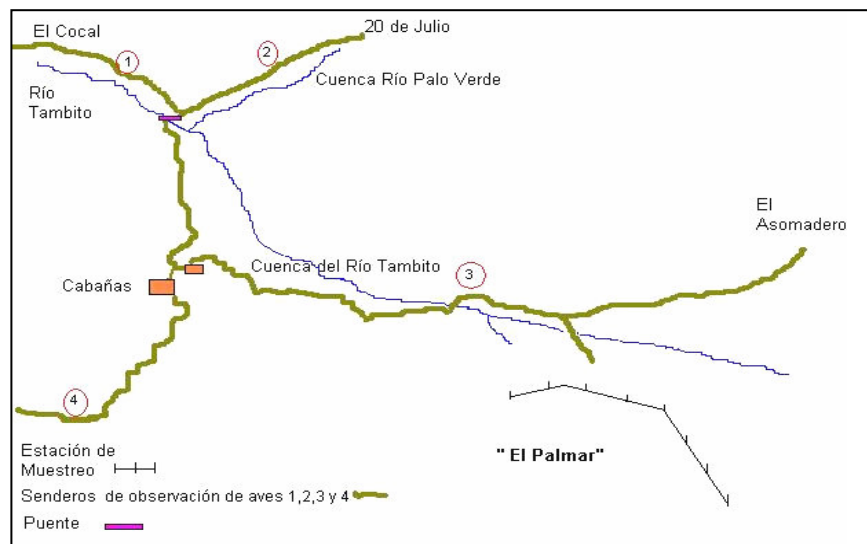 El Cocal
20 de Julio
1
2
Río
Tambito
Cuenca Río Palo Verde
El
Asomadero
Cuenca del Río Tambito
3
Cabañas
4
Estación de
Muestreo
" El Palmar"
Senderos de observación de aves 1,2,3 y 4
Puente